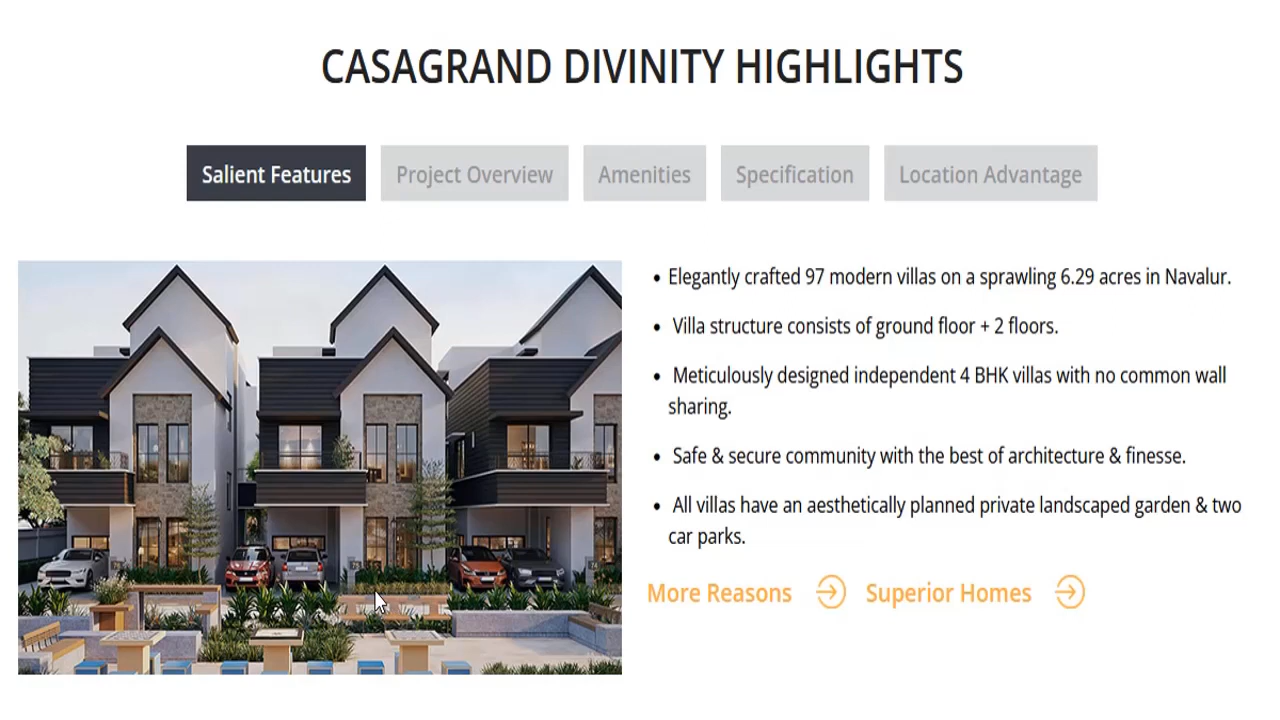 CASAGRAND DIVINITY HIGHLIGHTS
Salient Features
Project Overview
Amenities
Specification
Location Advantage
• Elegantly crafted 97 modern villas on a sprawling 6.29 acres in Navalur.
• Villa structure consists of ground floor + 2 floors.
• Meticulously designed independent 4 BHK villas with no common wall
sharing.
• Safe & secure community with the best of architecture & finesse.
• All villas have an aesthetically planned private landscaped garden & two
car parks.
More Reasons
Superior Homes